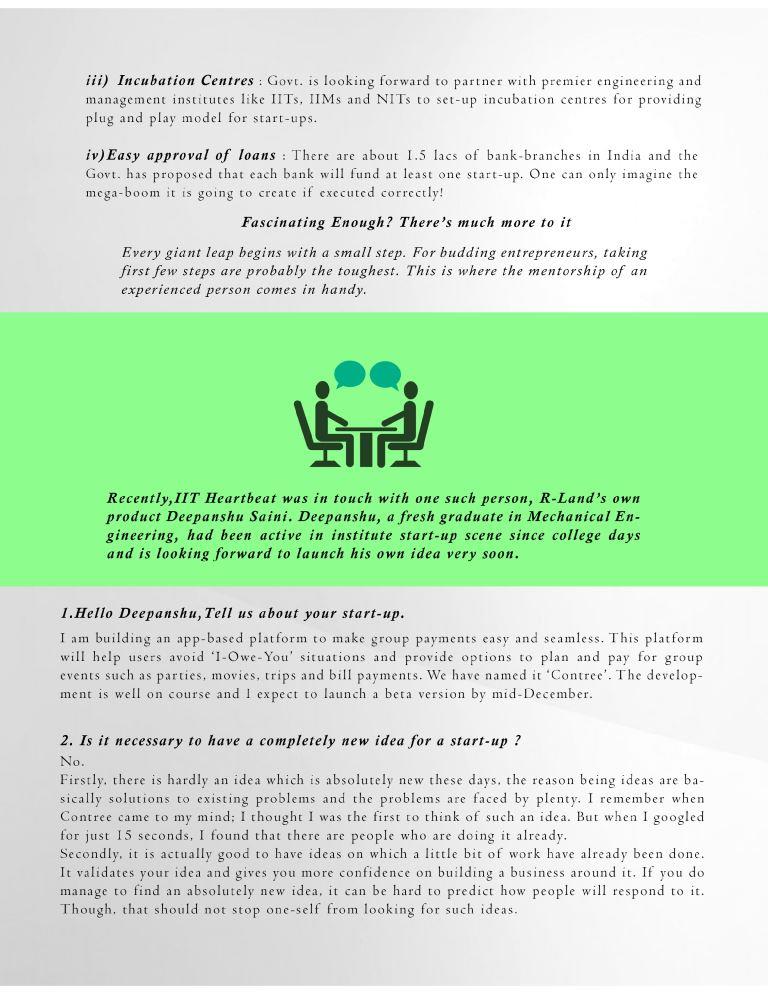 iii) Incubation Centres : Govt. is looking forward to partner with premier engineering and
management institutes like IITs, IIMs and NITs to set-up incubation centres for providing
plug and play model for start-ups.
iv)Easy approval of loans : There are about 1.5 lacs of bank-branches in India and the
Govt. has proposed that each bank will fund at least one start-up. One can only imagine the
mega-boom it is going to create if executed correctly!
Fascinating Enough? There's much more to it
Every giant leap begins with a small step. For budding entrepreneurs, taking
first few steps are probably the toughest. This is where the mentorship of an
experienced person comes in handy.
Recently,IIT Heartbeat was in touch with one such person, R-Land's own
product Deepanshu Saini. Deepanshu, a fresh graduate in Mechanical En-
gineering, had been active in institute start-up scene since college days
and is looking forward to launch his own idea very soon.
1.Hello Deepanshu,Tell us about your start-up.
I am building an app-based platform to make group payments easy and seamless. This platform
will help users avoid 'I-Owe-You' situations and provide options to plan and pay for group
events such as parties, movies, trips and bill payments. We have named it 'Contree'. The develop-
ment is well on course and I expect to launch a beta version by mid-December.
2. Is it necessary to have a completely new idea for a start-up ?
No.
Firstly, there is hardly an idea which is absolutely new these days, the reason being ideas are ba-
sically solutions to existing problems and the problems are faced by plenty. I remember when
Contree came to my mind; I thought I was the first to think of such an idea. But when I googled
for just 15 seconds, I found that there are people who are doing it already.
Secondly, it is actually good to have ideas on which a little bit of work have already been done.
It validates your idea and gives you more confidence on building a business around it. If you do
manage to find an absolutely new idea, it can be hard to predict how people will respond to it.
Though, that should not stop one-self from looking for such ideas.